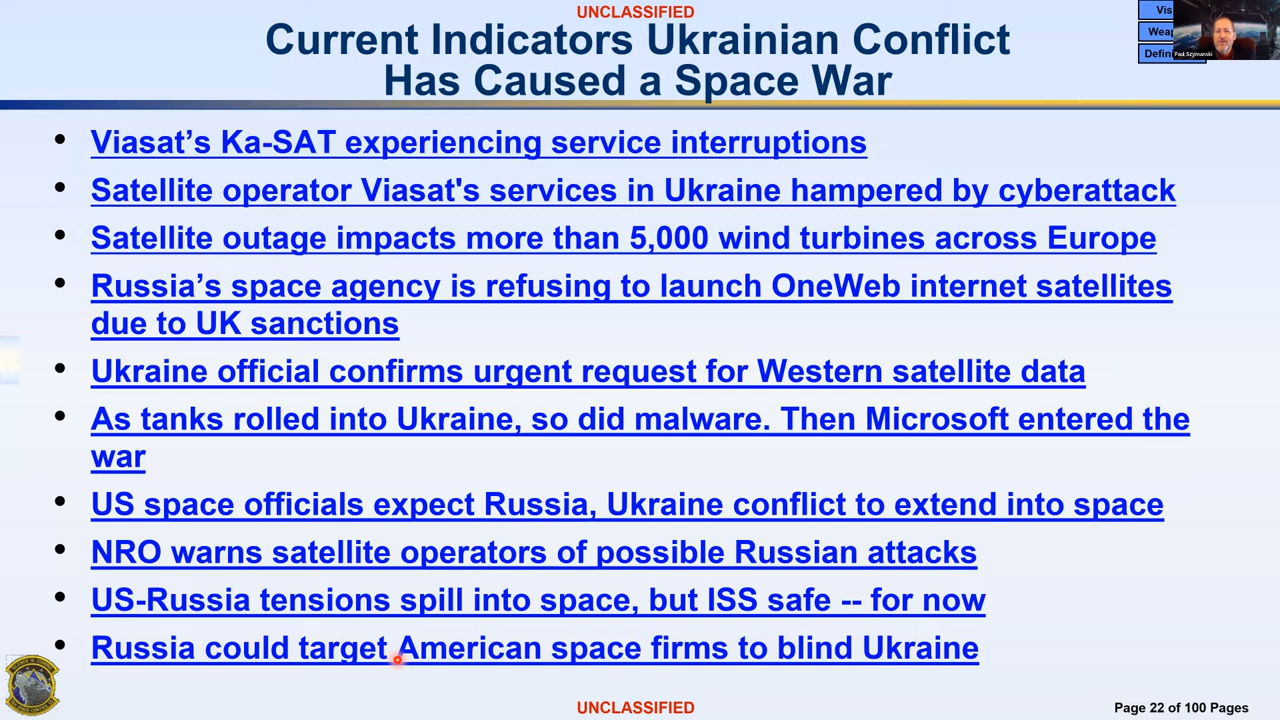 UNCLASSIFIED
Current Indicators Ukrainian Conflict
Has Caused a Space War
Vis
Weap
Defin
Paul Szymanski
• Viasat’s Ka-SAT experiencing service interruptions
• Satellite operator Viasat's services in Ukraine hampered by cyberattack
• Satellite outage impacts more than 5,000 wind turbines across Europe
• Russia’s space agency is refusing to launch OneWeb internet satellites
due to UK sanctions
• Ukraine official confirms urgent request for Western satellite data
• As tanks rolled into Ukraine, so did malware. Then Microsoft entered the
war
• US space officials expect Russia, Ukraine conflict to extend into space
• NRO warns satellite operators of possible Russian attacks
• US-Russia tensions spill into space, but ISS safe -- for now
• Russia could target American space firms to blind Ukraine
UNCLASSIFIED
Page 22 of 100 Pages